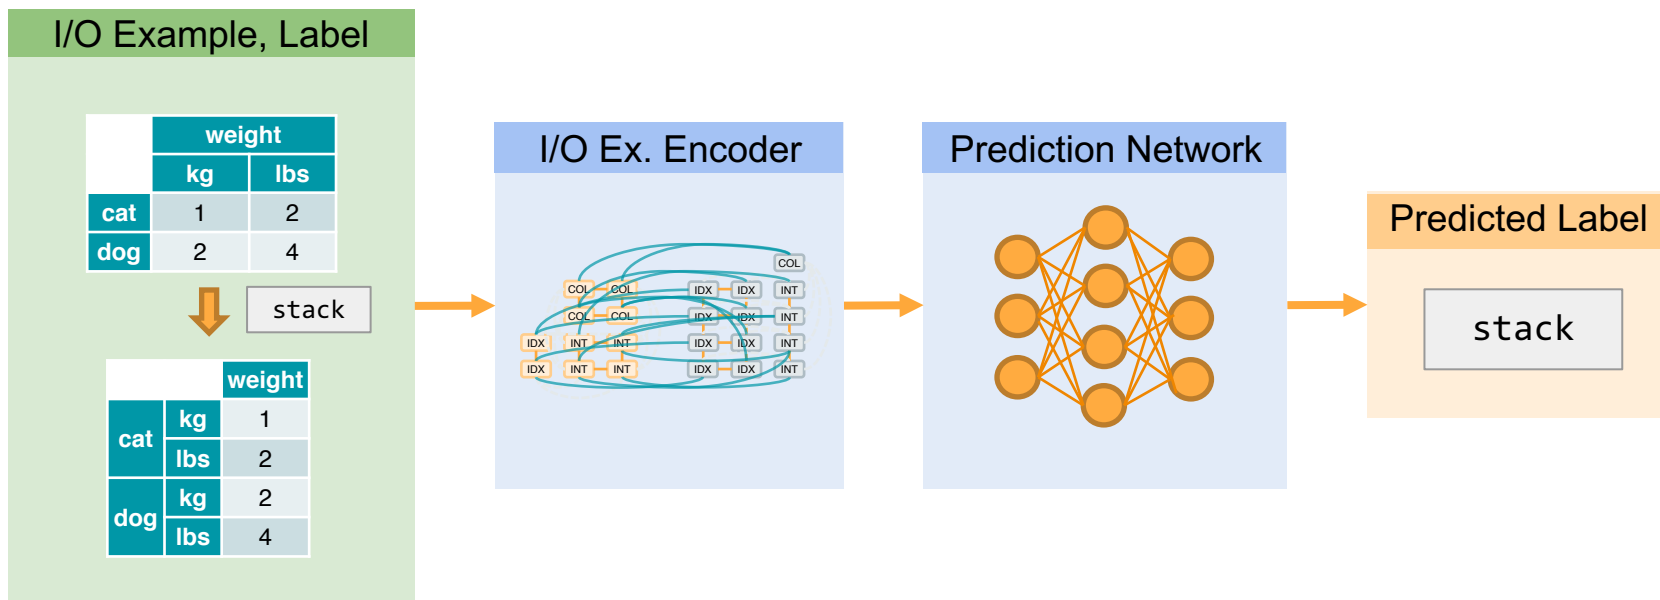 I/O Example, Label
weight
kg lbs
cat 1 2
dog 2 4
stack
weight
cat kg 1
lbs 2
dog kg 2
lbs 4
I/O Ex. Encoder
COL
COL COL IDX IDX INT
COL COL IDX IDX INT
IDX INT INT IDX IDX INT
IDX INT INT IDX IDX INT
Prediction Network
Predicted Label
stack